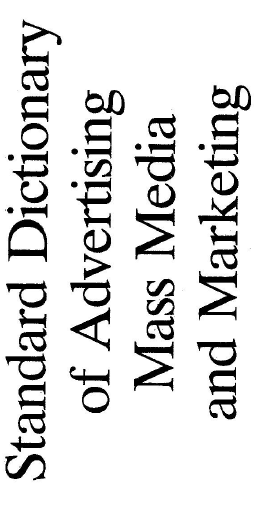 Standard Dictionary
of Advertising
Mass Media
and Marketing